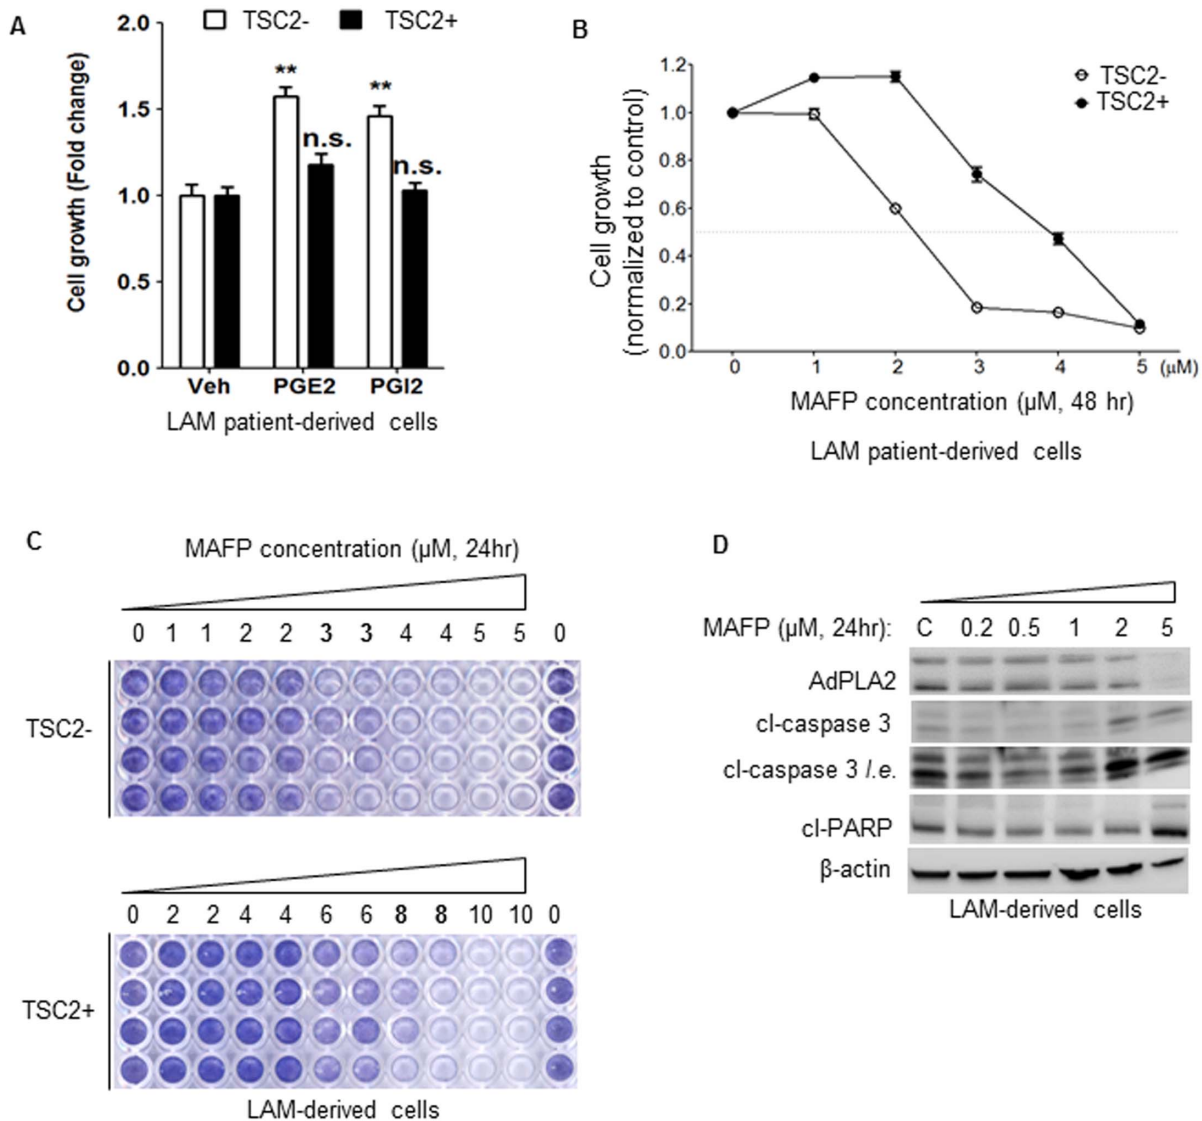 A
TSC2- TSC2+
2.0
1.5
1.0
0.5
0.0
Cell growth (Fold change)
** ** 
n.s. n.s.
Veh PGE2 PGI2
LAM patient-derived cells
B
TSC2-
TSC2+
1.2
1.0
0.8
0.6
0.4
0.2
0.0
Cell growth
(normalized to control)
0 1 2 3 4 5 (μM)
MAFP concentration (μM, 48 hr)
LAM patient-derived cells
C
MAFP concentration (μM, 24hr)
0 1 1 2 2 3 3 4 4 5 5 0
TSC2-
0 2 2 4 4 6 6 8 8 10 10 0
TSC2+
LAM-derived cells
D
MAFP (μM, 24hr): C 0.2 0.5 1 2 5
AdPLA2
cl-caspase 3
cl-caspase 3 l.e.
cl-PARP
β-actin
LAM-derived cells